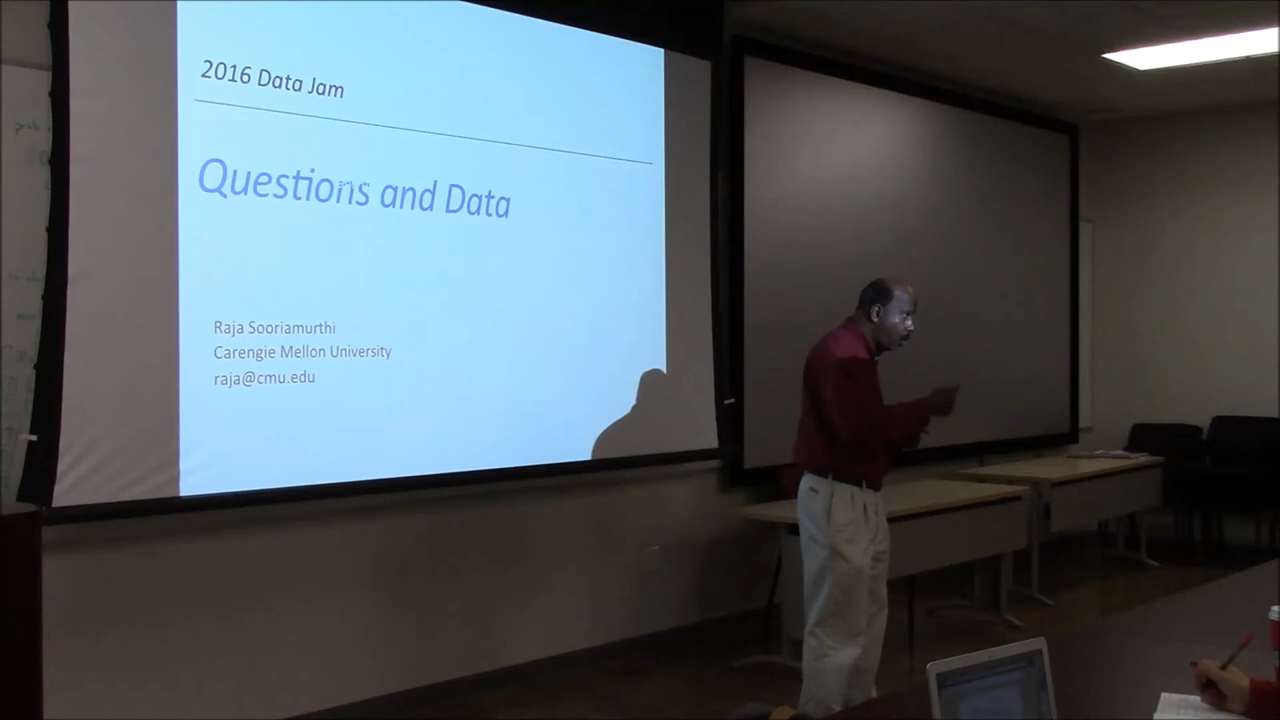 2016 Data Jam
Questions and Data
Raja Sooriamurthi
Carengie Mellon University
raja@cmu.edu